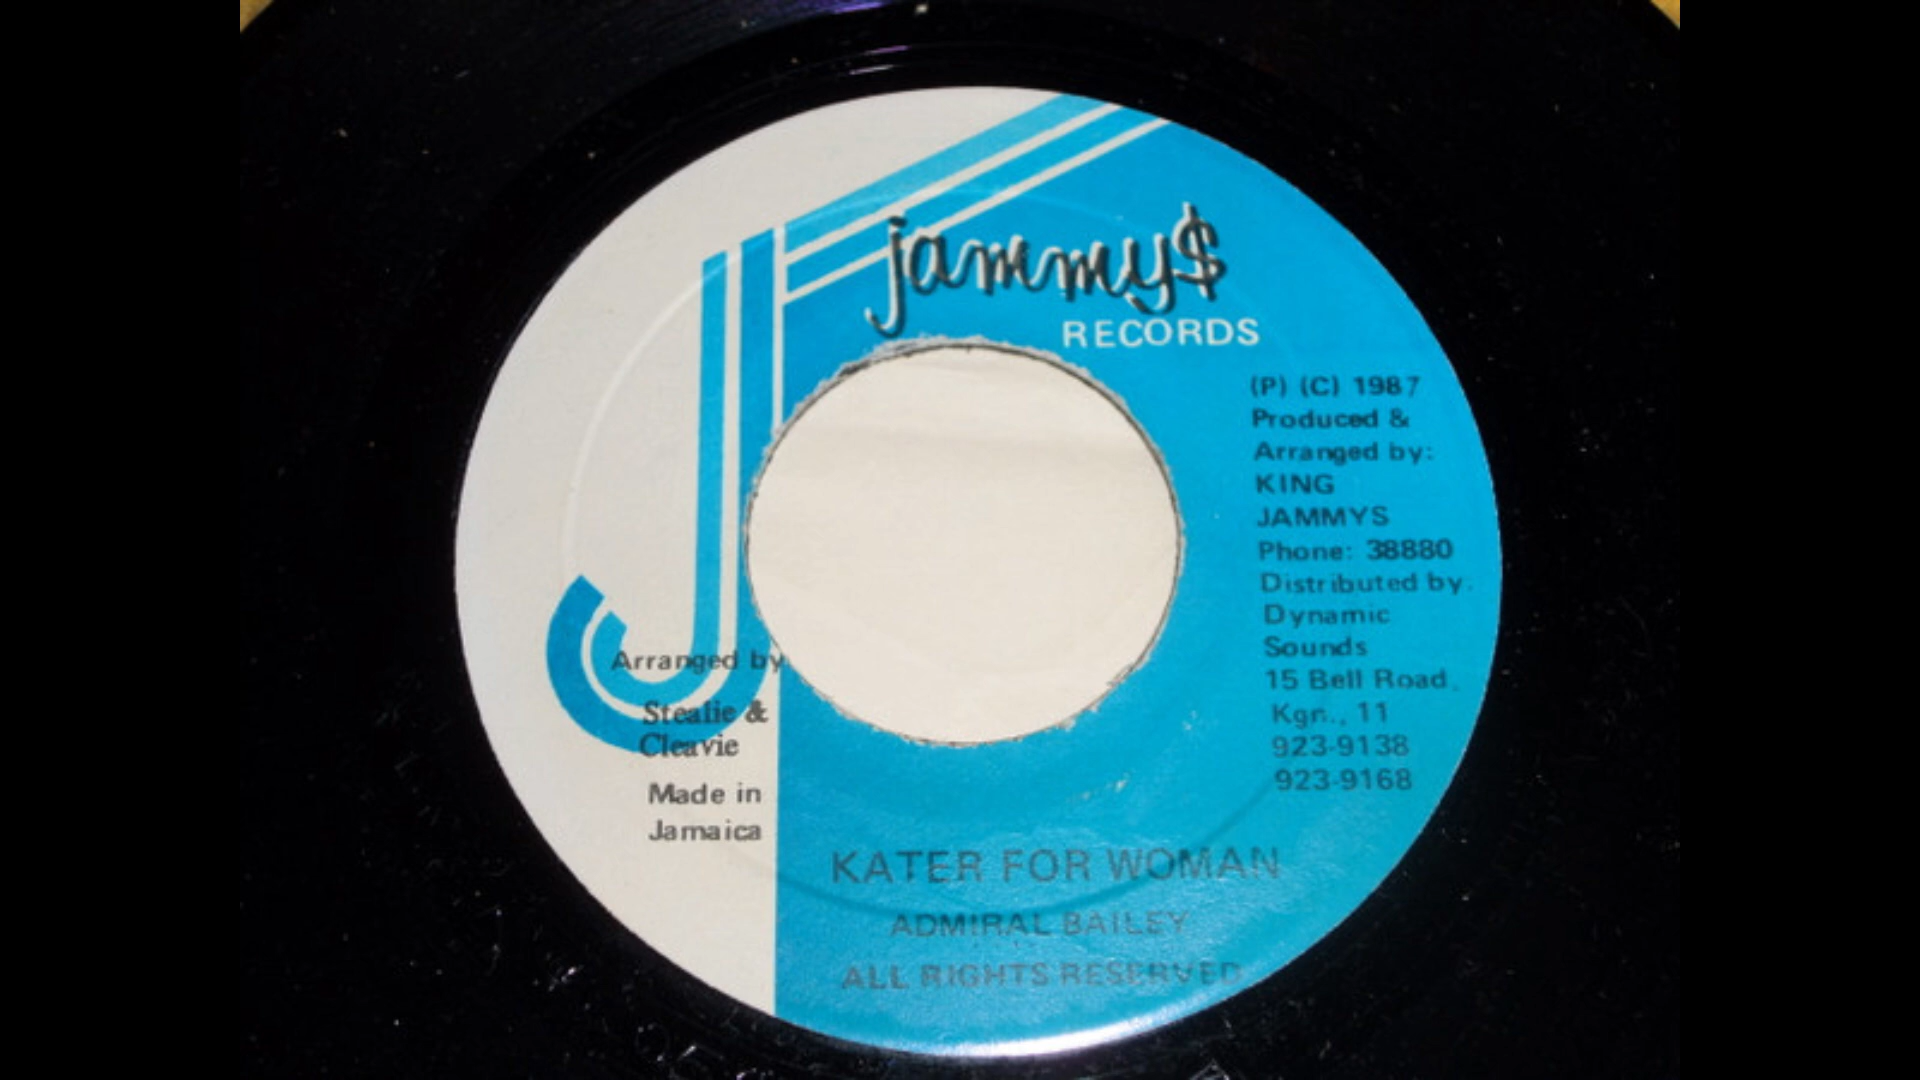 jammy$
RECORDS
(P) (C) 1987
Produced &
Arranged by:
KING
JAMMYS
Phone: 38880
Distributed by:
Dynamic
Sounds
15 Bell Road,
Kgn., 11
923-9138
923-9168
Arranged by
Stealie &
Cleavie
Made in
Jamaica
KATER FOR WOMAN
ADMIRAL BAILEY
ALL RIGHTS RESERVED